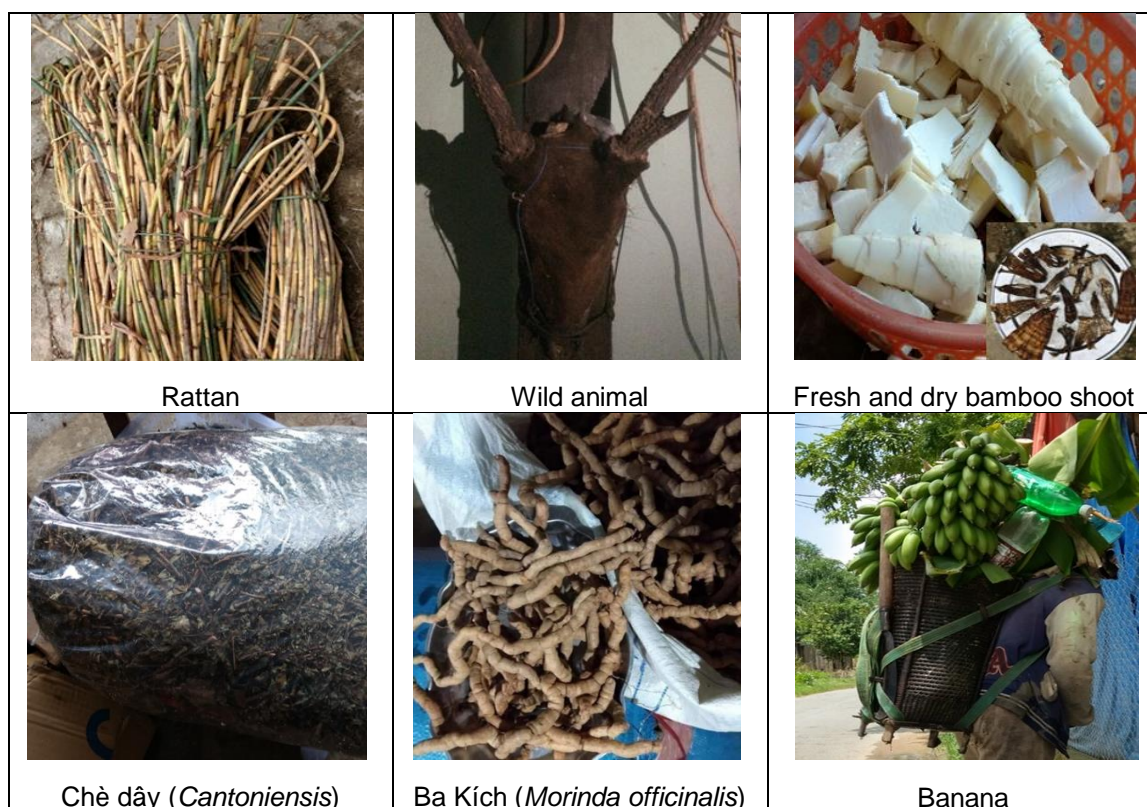 Rattan
Wild animal
Fresh and dry bamboo shoot
Chè dây (Cantoniensis)
Ba Kích (Morinda officinalis)
Banana